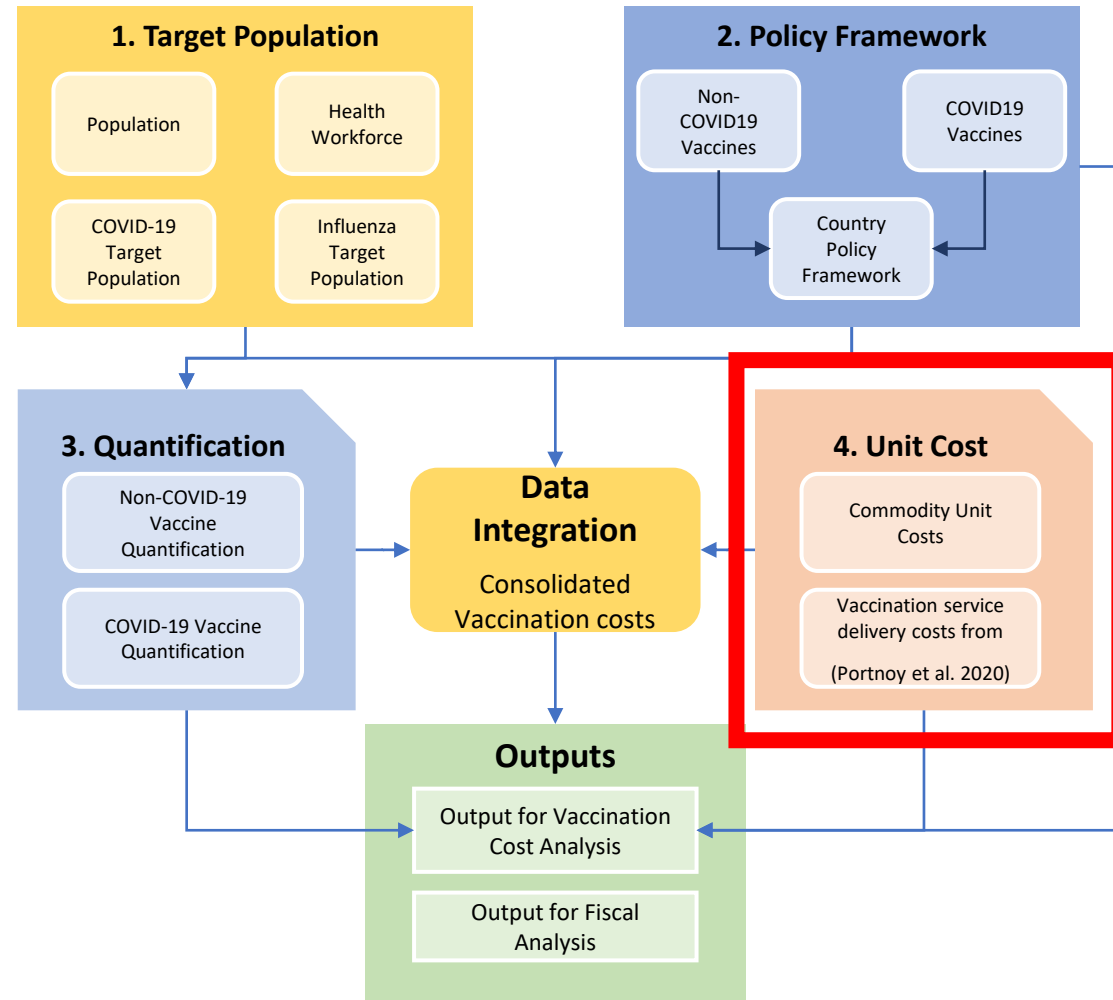 1. Target Population
Population
Health
Workforce
COVID-19
Target
Population
Influenza
Target
Population
2. Policy Framework
Non-
COVID19
Vaccines
COVID19
Vaccines
Country
Policy
Framework
3. Quantification
Non-COVID-19
Vaccine
Quantification
COVID-19 Vaccine
Quantification
Data
Integration
Consolidated
Vaccination costs
4. Unit Cost
Commodity Unit
Costs
Vaccination service
delivery costs from
(Portnoy et al. 2020)
Outputs
Output for Vaccination
Cost Analysis
Output for Fiscal
Analysis